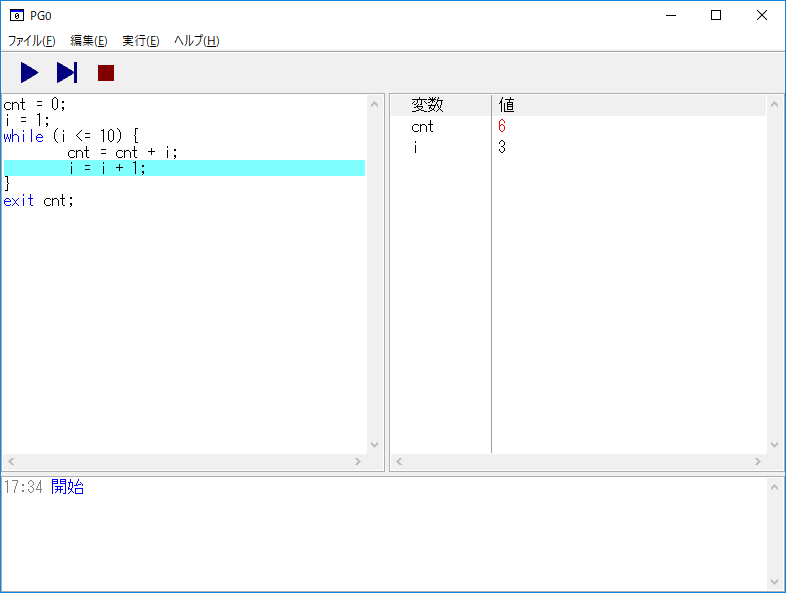 PG0
ファイル(F) 編集(E) 実行(E) ヘルプ(H)
cnt = 0;
i = 1;
while (i <= 10) {
cnt = cnt + i;
i = i + 1;
}
exit cnt;
変数 値
cnt 6
i 3
17:34 開始